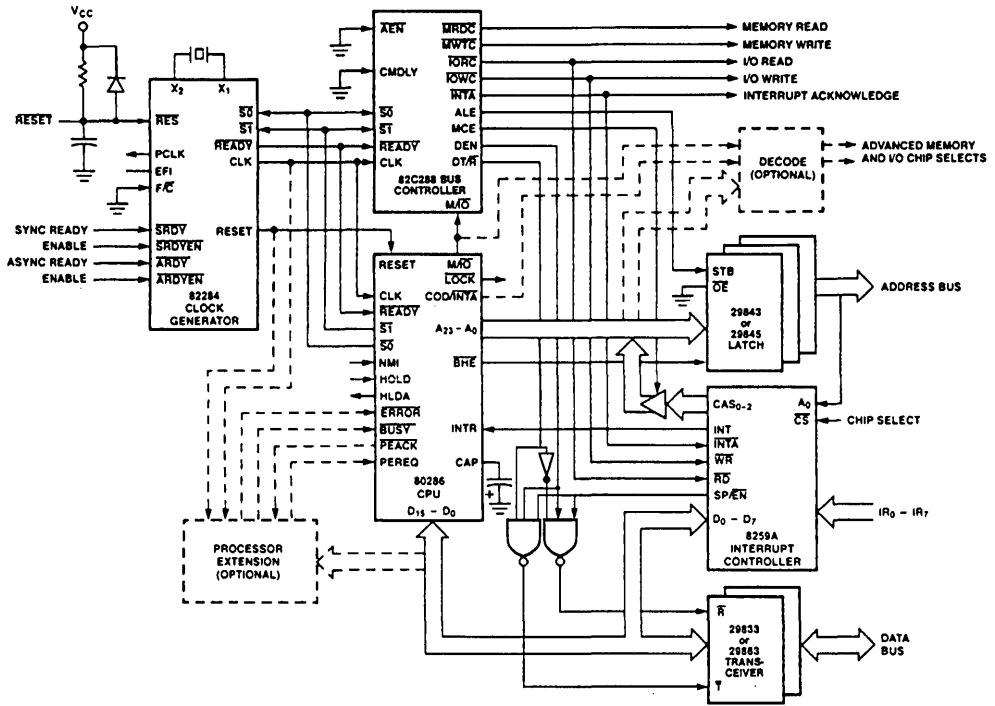 VCC
X2
X1
RESET
RES
PCLK
EFI
F/C
SYNC READY
SRDY
ENABLE
SRDYEN
ASYNC READY
ARDY
ENABLE
ARDYEN
S0
S1
READY
CLK
RESET
82284
CLOCK
GENERATOR
AEN
CMDLY
S0
S1
READY
CLK
MRDC
MWTC
IORC
IOWC
INTA
ALE
MCE
DEN
DT/R
82C288 BUS
CONTROLLER
M/IO
MEMORY READ
MEMORY WRITE
I/O READ
I/O WRITE
INTERRUPT ACKNOWLEDGE
DECODE
(OPTIONAL)
ADVANCED MEMORY
AND I/O CHIP SELECTS
RESET
M/IO
LOCK
COD/INTA
CLK
READY
S1
S0
A23 - A0
NMI
BHE
HOLD
HLDA
ERROR
BUSY
INTR
PEACK
PEREQ
CAP
+
80286
CPU
D15 - D0
STB
OE
29843
or
29845
LATCH
ADDRESS BUS
CAS0-2
A0
CS
CHIP SELECT
INT
INTA
WR
RD
SP/EN
D0 - D7
IR0 - IR7
8259A
INTERRUPT
CONTROLLER
PROCESSOR
EXTENSION
(OPTIONAL)
R
29833
or
29863
TRANS-
CEIVER
T
DATA
BUS